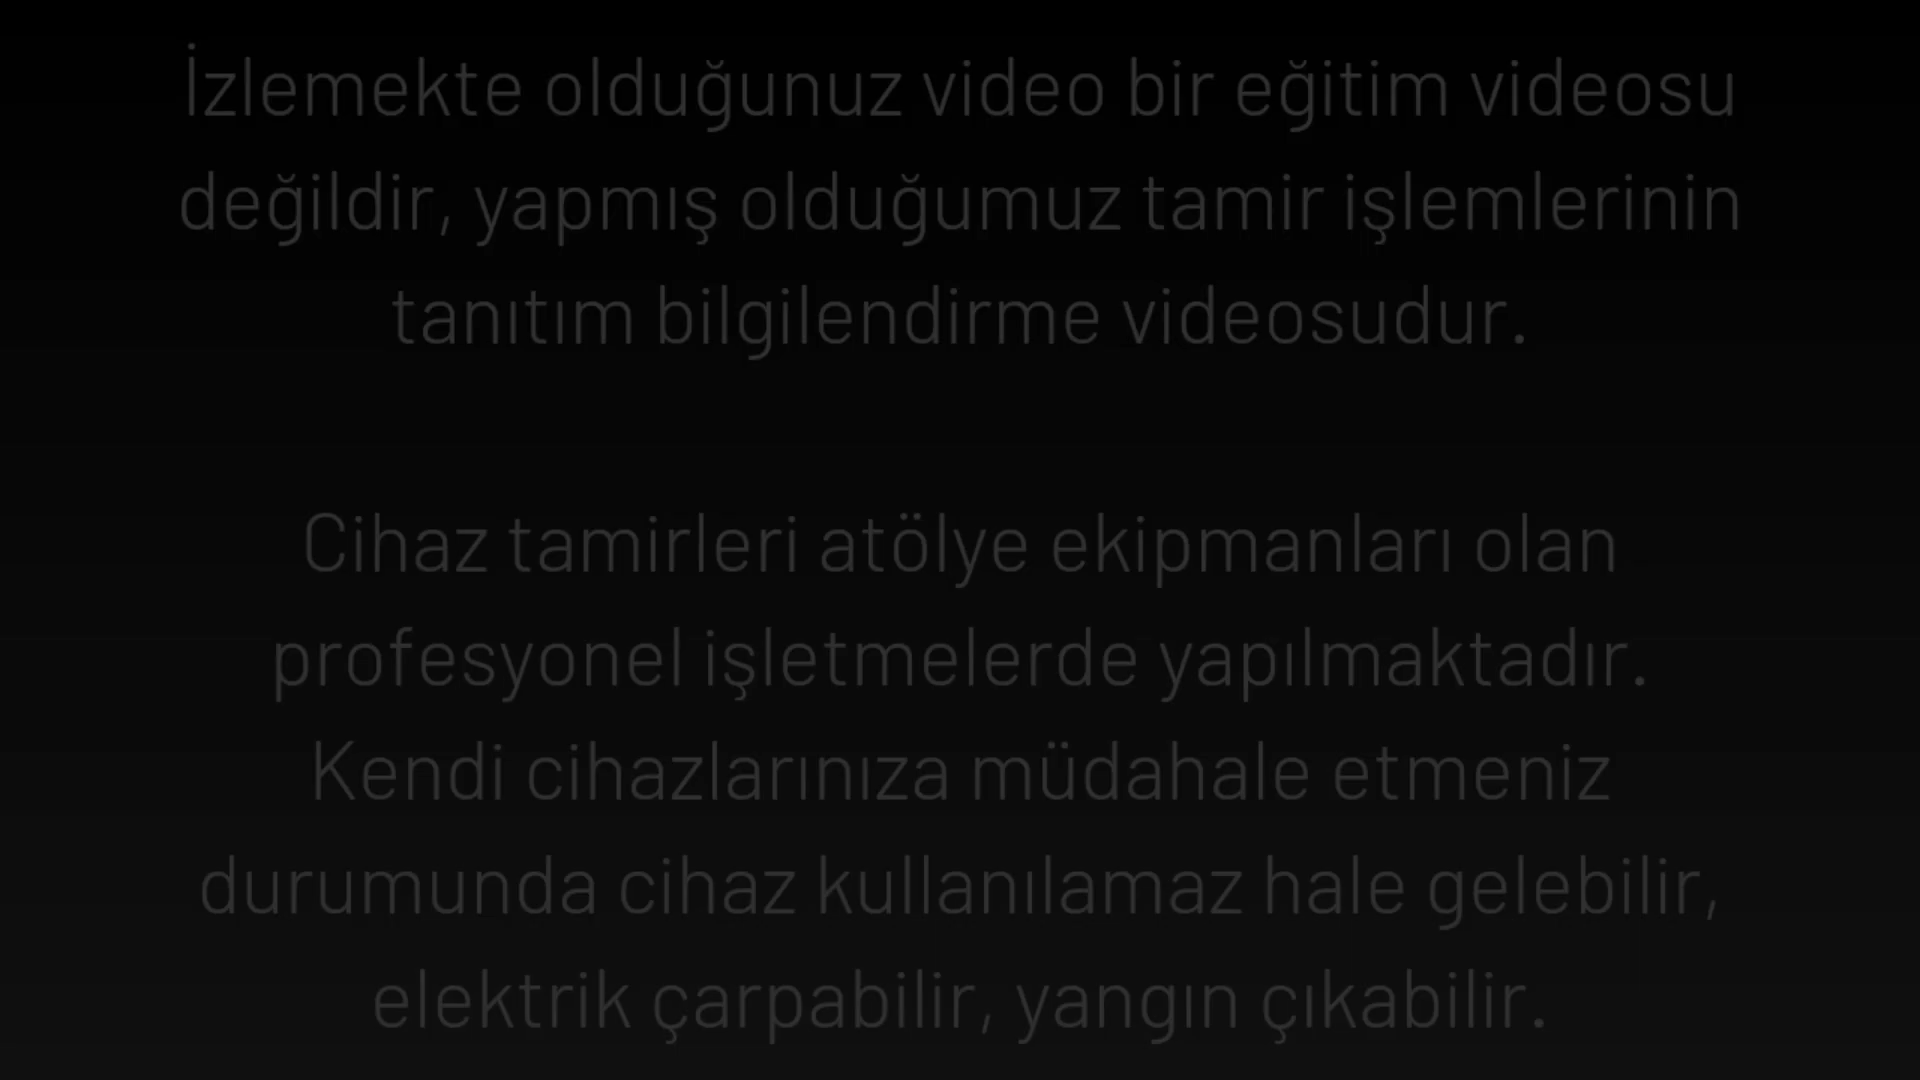 İzlemekte olduğunuz video bir eğitim videosu
değildir, yapmış olduğumuz tamir işlemlerinin
tanıtım bilgilendirme videosudur.
Cihaz tamirleri atölye ekipmanları olan
profesyonel işletmelerde yapılmaktadır.
Kendi cihazlarınıza müdahale etmeniz
durumunda cihaz kullanılamaz hale gelebilir,
elektrik çarpabilir, yangın çıkabilir.